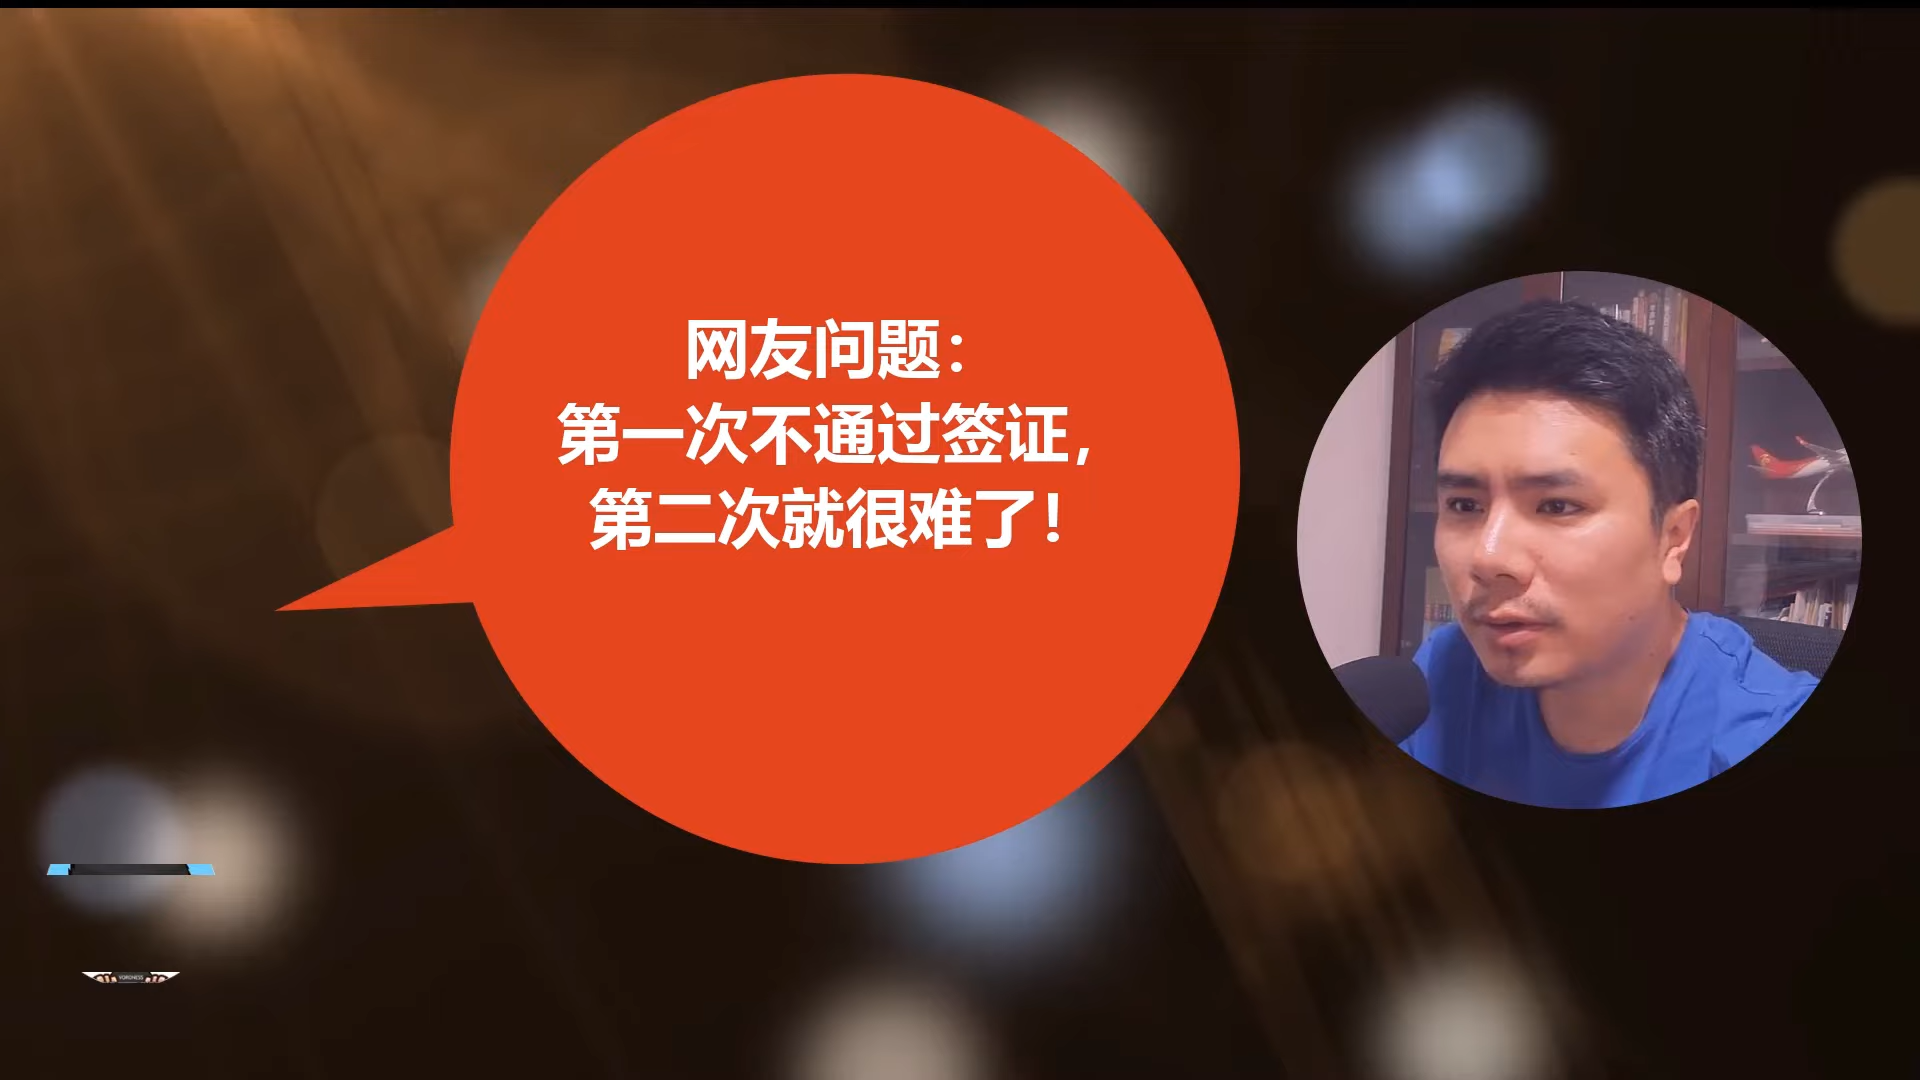 网友问题：
第一次不通过签证，
第二次就很难了！